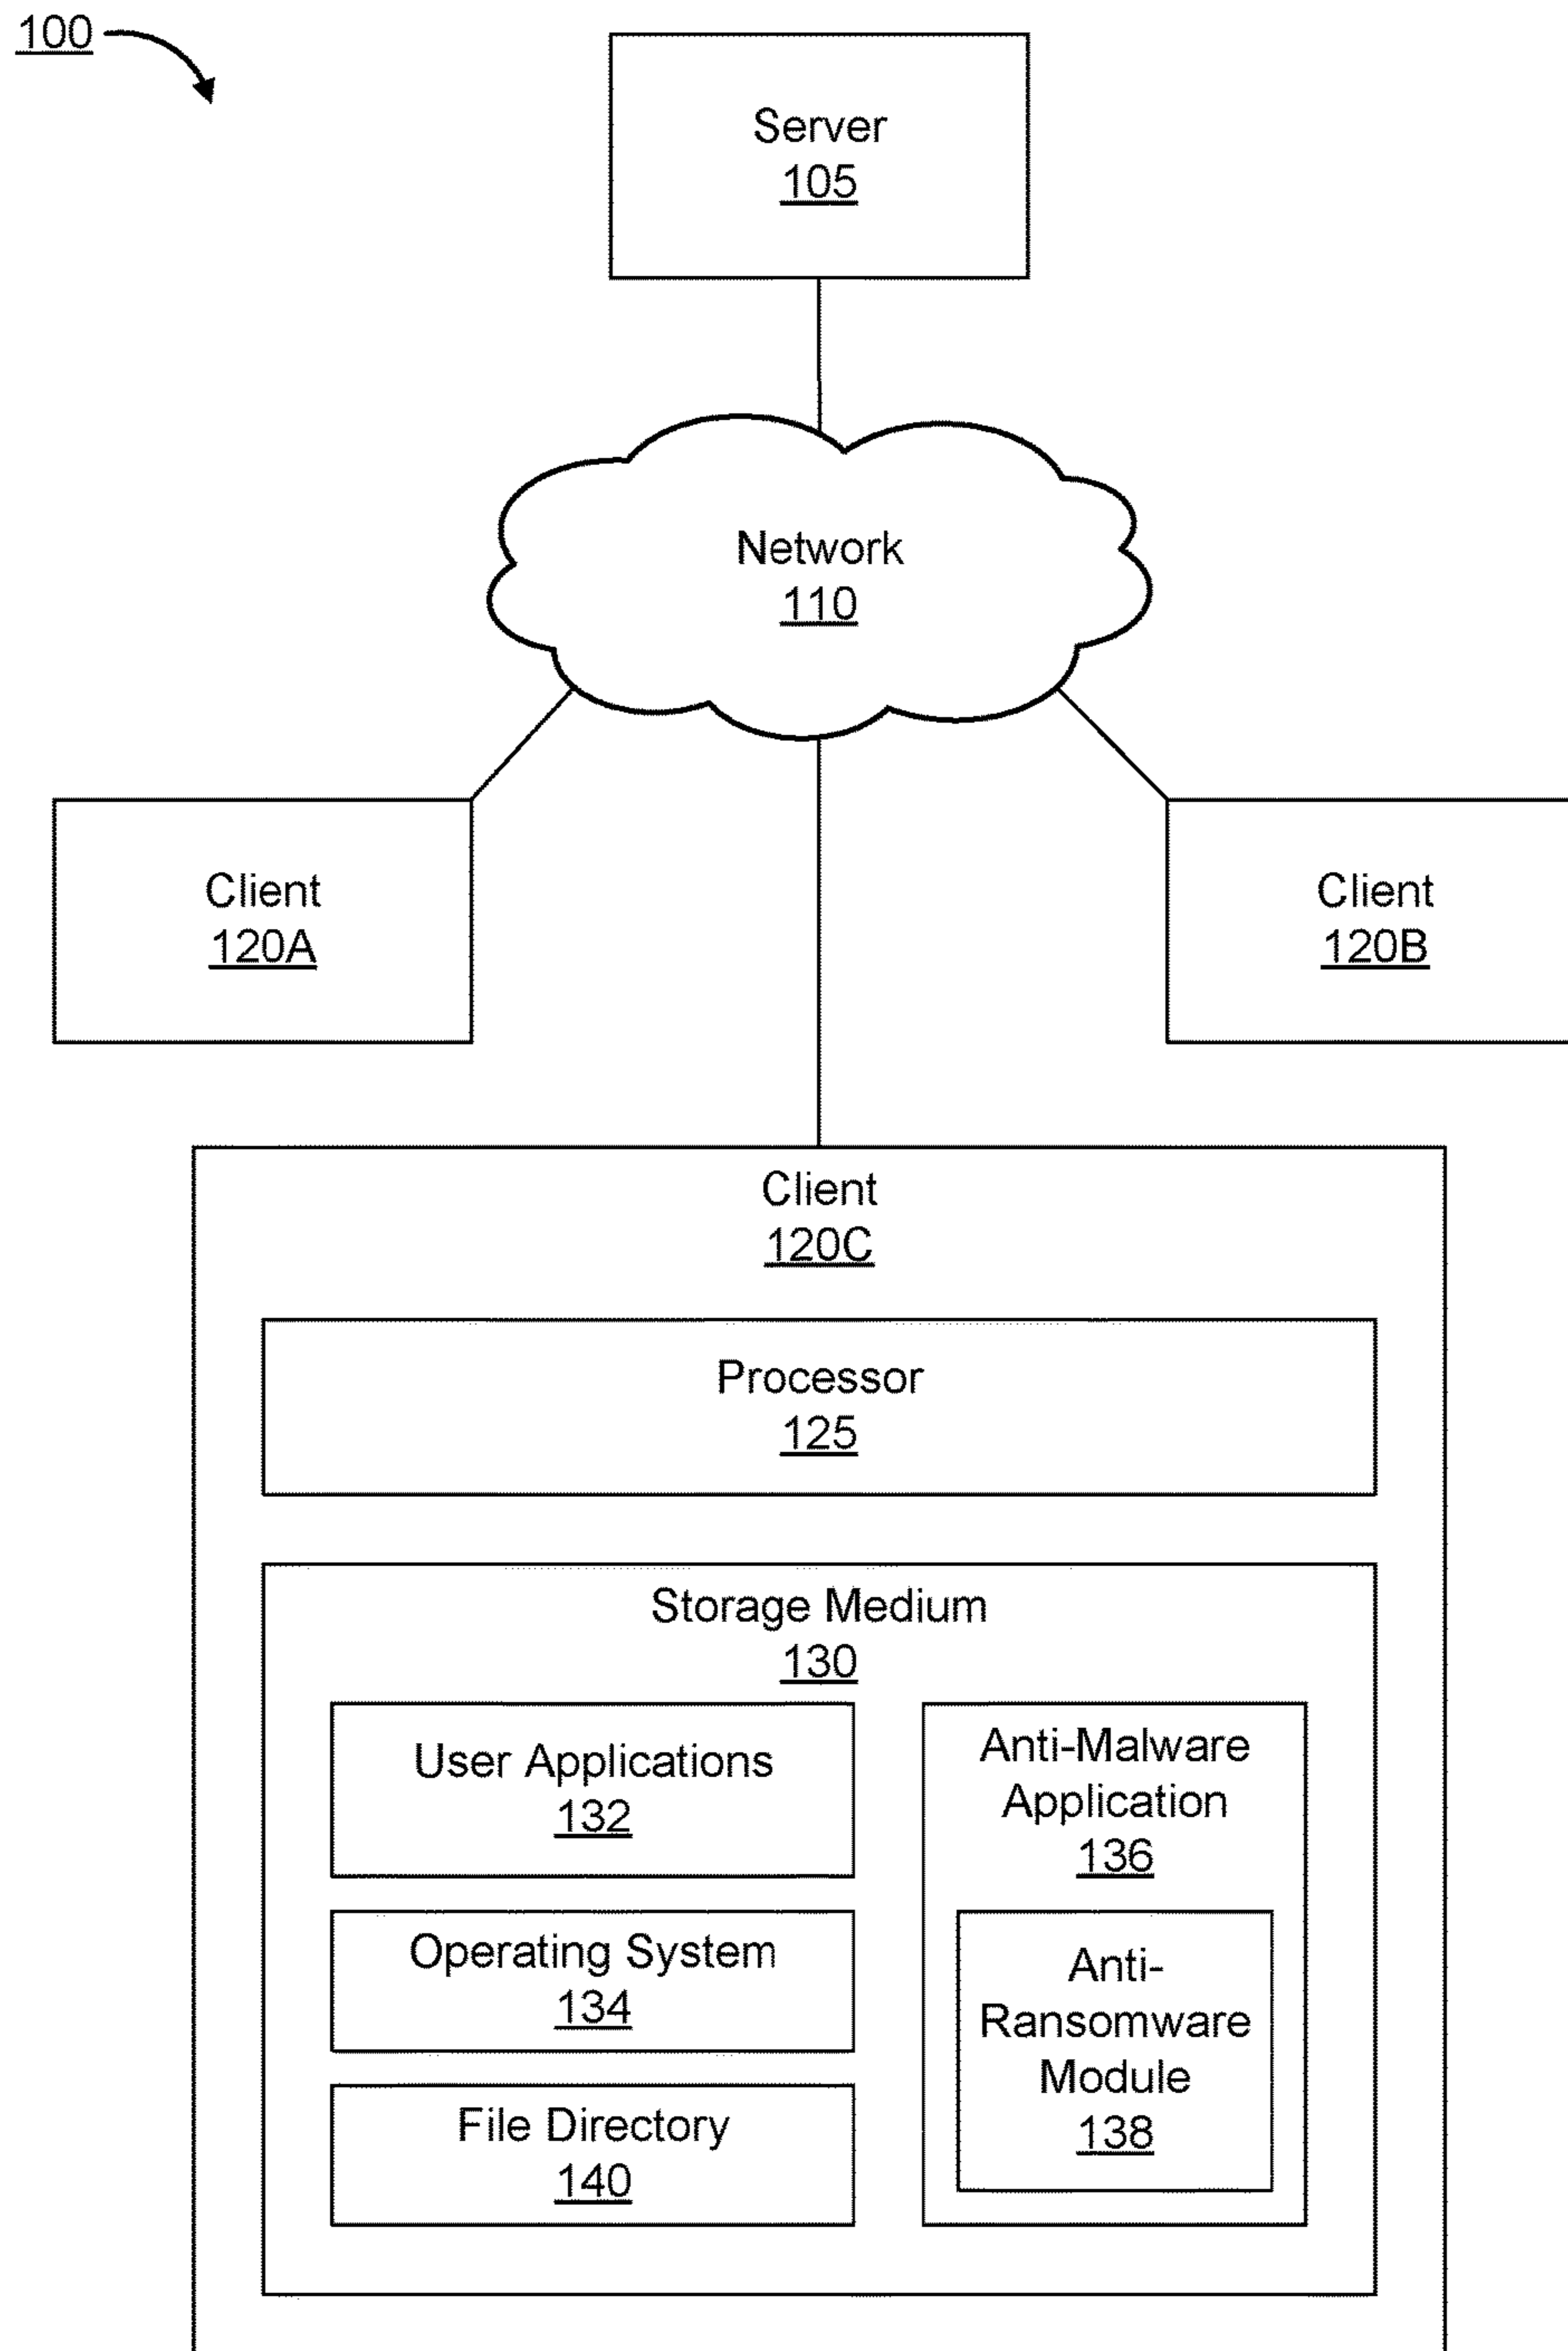 100
Server
105
Network
110
Client
120A
Client
120B
Client
120C
Processor
125
Storage Medium
130
User Applications
132
Operating System
134
File Directory
140
Anti-Malware
Application
136
Anti-
Ransomware
Module
138